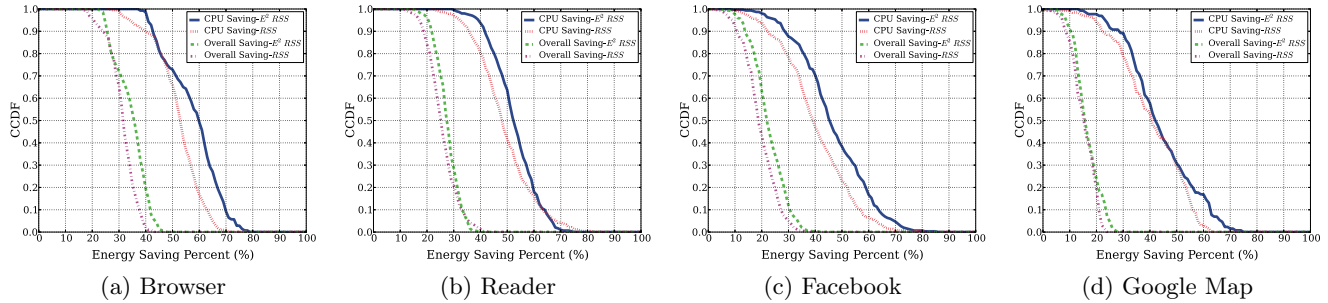 1.0
0.9
0.8
0.7
0.6
0.5
0.4
0.3
0.2
0.1
0.0
CCDF
CPU Saving-E² RSS
CPU Saving-RSS
Overall Saving-E² RSS
Overall Saving-RSS
0 10 20 30 40 50 60 70 80 90 100
Energy Saving Percent (%)
(a) Browser
1.0
0.9
0.8
0.7
0.6
0.5
0.4
0.3
0.2
0.1
0.0
CCDF
CPU Saving-E² RSS
CPU Saving-RSS
Overall Saving-E² RSS
Overall Saving-RSS
0 10 20 30 40 50 60 70 80 90 100
Energy Saving Percent (%)
(b) Reader
1.0
0.9
0.8
0.7
0.6
0.5
0.4
0.3
0.2
0.1
0.0
CCDF
CPU Saving-E² RSS
CPU Saving-RSS
Overall Saving-E² RSS
Overall Saving-RSS
0 10 20 30 40 50 60 70 80 90 100
Energy Saving Percent (%)
(c) Facebook
1.0
0.9
0.8
0.7
0.6
0.5
0.4
0.3
0.2
0.1
0.0
CCDF
CPU Saving-E² RSS
CPU Saving-RSS
Overall Saving-E² RSS
Overall Saving-RSS
0 10 20 30 40 50 60 70 80 90 100
Energy Saving Percent (%)
(d) Google Map